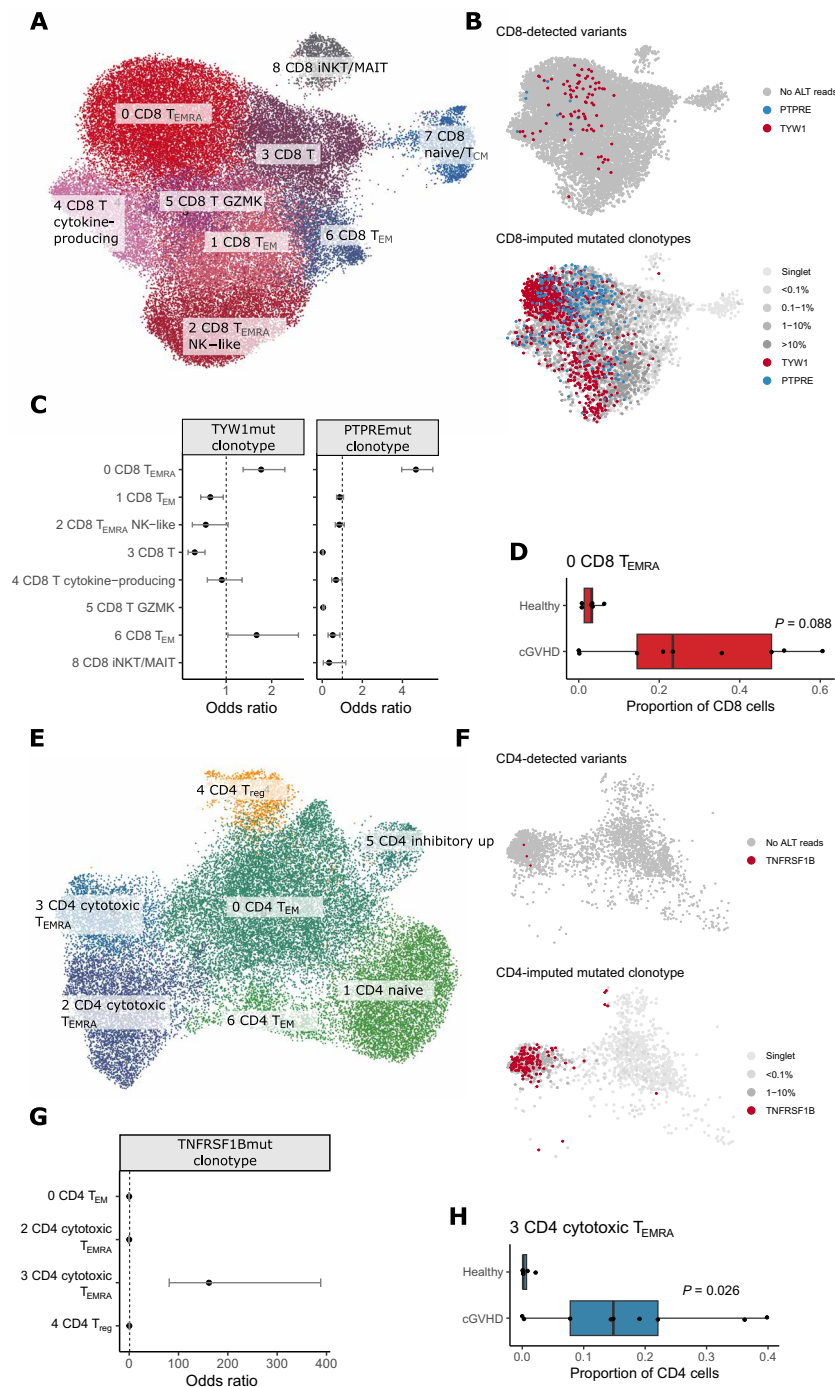 A
8 CD8 iNKT/MAIT
0 CD8 TEMRA
3 CD8 T
7 CD8
naive/TCM
4 CD8 T
cytokine-
producing
5 CD8 T GZMK
1 CD8 TEM
6 CD8 TEM
2 CD8 TEMRA
NK-like
B
CD8-detected variants
No ALT reads
PTPRE
TYW1
CD8-imputed mutated clonotypes
Singlet
<0.1%
0.1-1%
1-10%
>10%
TYW1
PTPRE
C
TYW1mut
clonotype
PTPREmut
clonotype
0 CD8 TEMRA
1 CD8 TEM
2 CD8 TEMRA NK-like
3 CD8 T
4 CD8 T cytokine-producing
5 CD8 T GZMK
6 CD8 TEM
8 CD8 iNKT/MAIT
1 2
0 2 4
Odds ratio
Odds ratio
D
0 CD8 TEMRA
Healthy
cGVHD
P = 0.088
0.0 0.2 0.4 0.6
Proportion of CD8 cells
E
4 CD4 Treg
5 CD4 inhibitory up
3 CD4 cytotoxic
TEMRA
0 CD4 TEM
2 CD4 cytotoxic
TEMRA
1 CD4 naive
6 CD4 TEM
F
CD4-detected variants
No ALT reads
TNFRSF1B
CD4-imputed mutated clonotype
Singlet
<0.1%
1-10%
TNFRSF1B
G
TNFRSF1Bmut
clonotype
0 CD4 TEM
2 CD4 cytotoxic
TEMRA
3 CD4 cytotoxic
TEMRA
4 CD4 Treg
0 100 200 300 400
Odds ratio
H
3 CD4 cytotoxic TEMRA
Healthy
cGVHD
P = 0.026
0.0 0.1 0.2 0.3 0.4
Proportion of CD4 cells